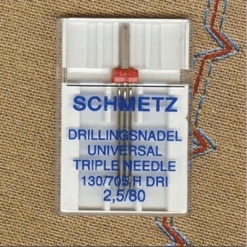 SCHMETZ
DRILLINGSNADEL
UNIVERSAL
TRIPLE NEEDLE
130/705 H DRI
2,5/80